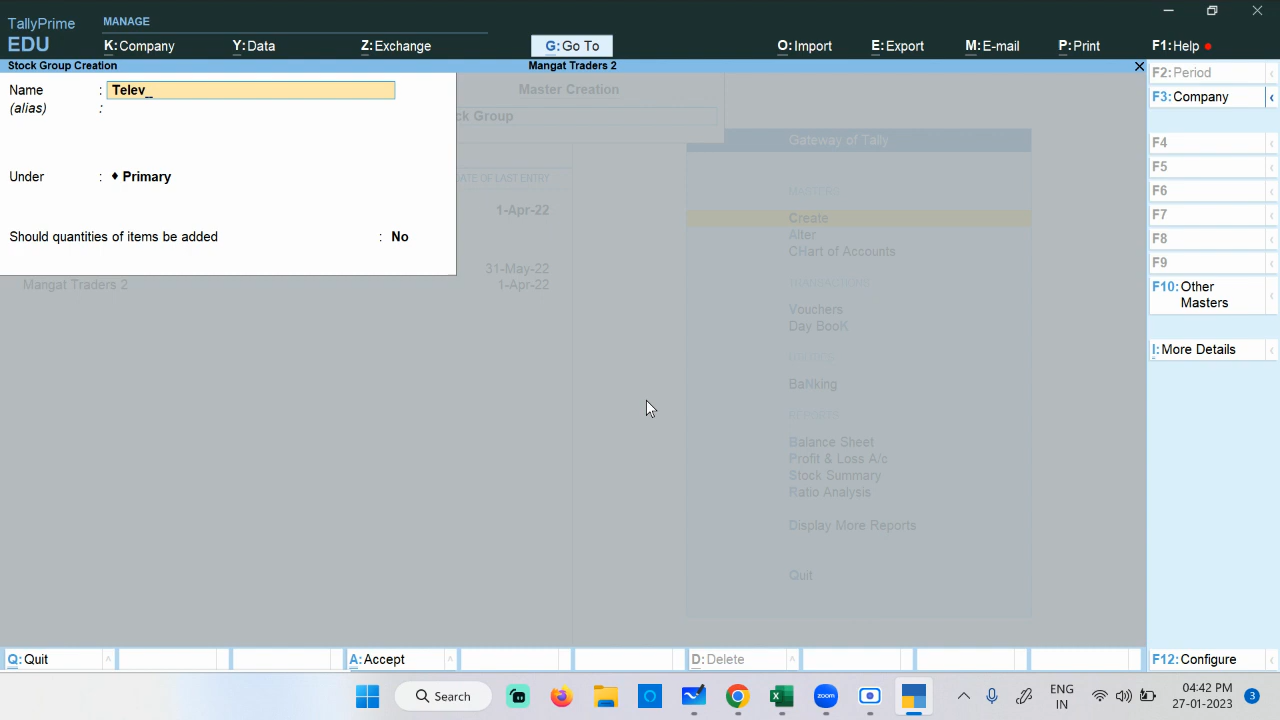 TallyPrime
EDU
MANAGE
K:Company
Y:Data
Z:Exchange
G:Go To
O:Import
E:Export
M:E-mail
P:Print
F1:Help
Stock Group Creation
Mangat Traders 2
Name : Telev_
(alias) :
Under : ♦ Primary
Should quantities of items be added : No
Master Creation
ck Group
DATE OF LAST ENTRY
1-Apr-22
31-May-22
Mangat Traders 2
1-Apr-22
Gateway of Tally
MASTERS
Create
Alter
CHart of Accounts
TRANSACTIONS
Vouchers
Day BooK
BaNking
REPORTS
Balance Sheet
Profit & Loss A/c
Stock Summary
Ratio Analysis
Display More Reports
Quit
F2:Period
F3:Company
F4
F5
F6
F7
F8
F9
F10:Other
Masters
I:More Details
Q:Quit
A:Accept
D:Delete
F12:Configure
Search
zoom
ENG
IN
04:42 PM
27-01-2023
3